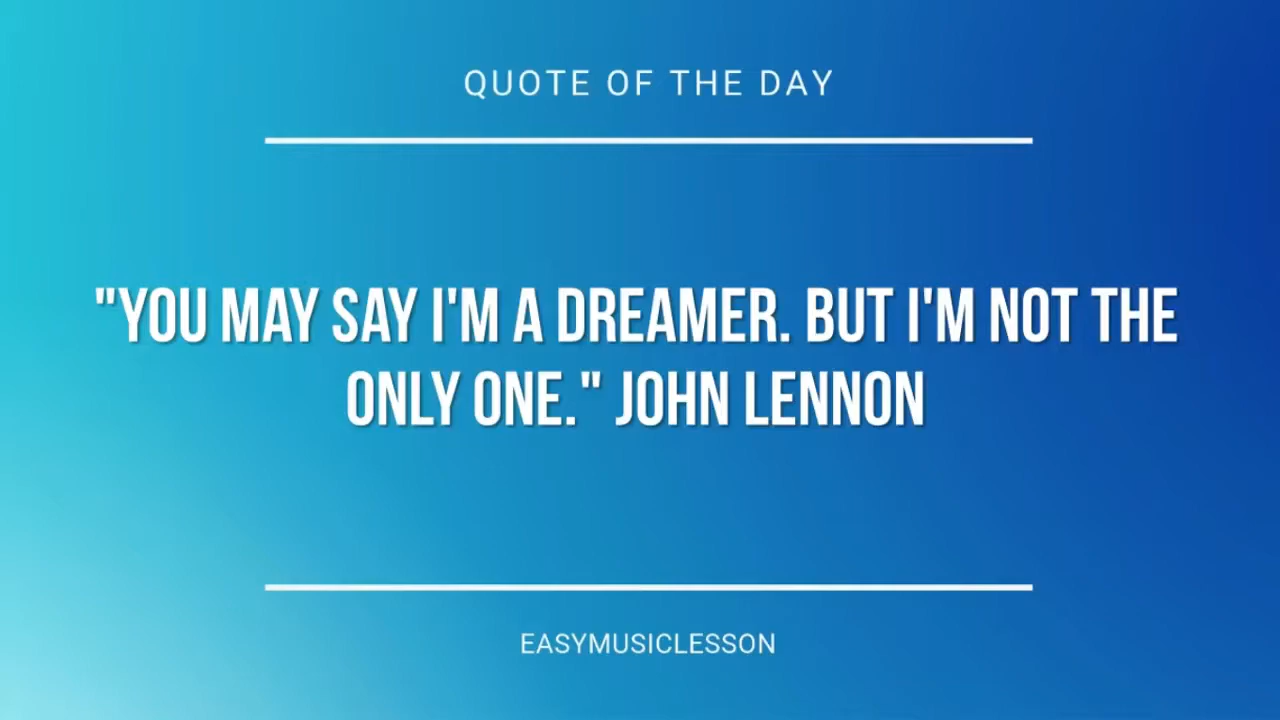 QUOTE OF THE DAY
"YOU MAY SAY I'M A DREAMER. BUT I'M NOT THE
ONLY ONE." JOHN LENNON
EASYMUSICLESSON